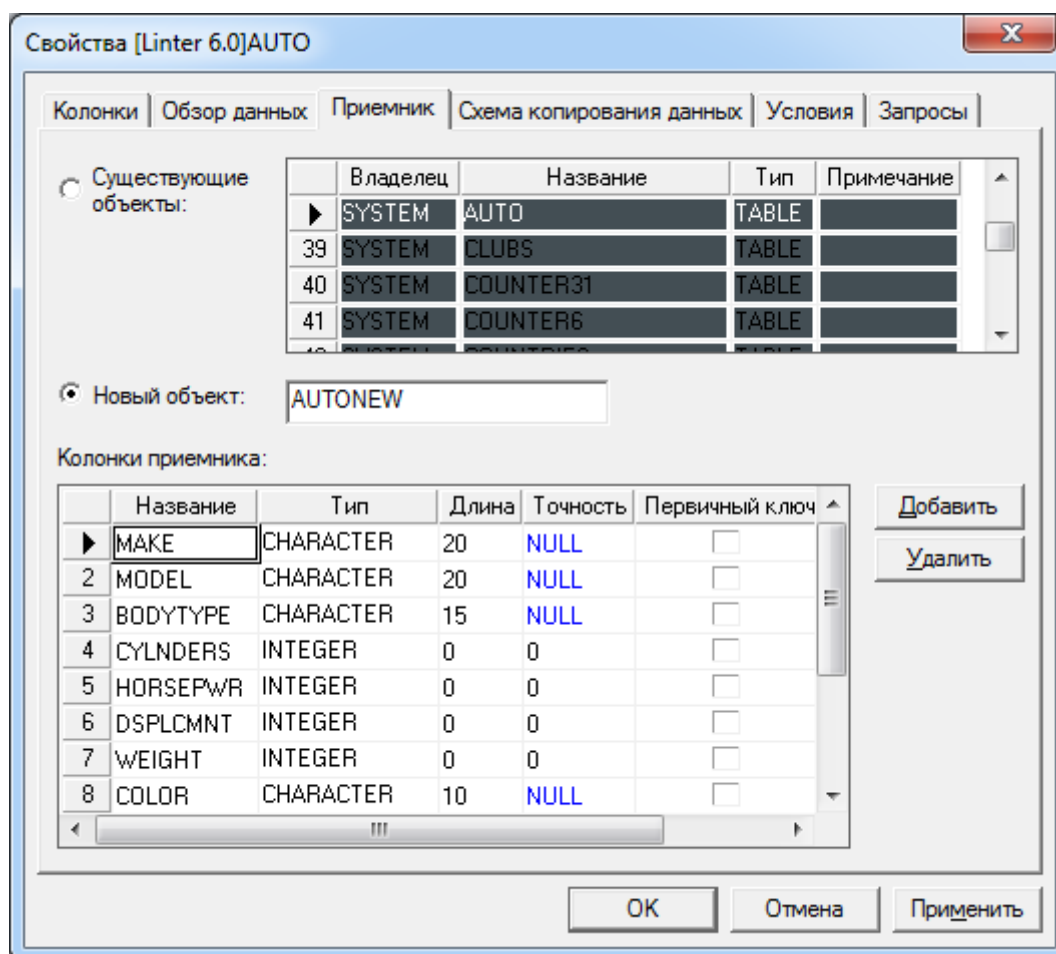 Свойства [Linter 6.0]AUTO
Колонки Обзор данных Приемник Схема копирования данных Условия Запросы
Существующие объекты:
Владелец Название Тип Примечание
SYSTEM AUTO TABLE
39 SYSTEM CLUBS TABLE
40 SYSTEM COUNTER31 TABLE
41 SYSTEM COUNTER6 TABLE
Новый объект: AUTONEW
Колонки приемника:
Название Тип Длина Точность Первичный ключ
MAKE CHARACTER 20 NULL
2 MODEL CHARACTER 20 NULL
3 BODYTYPE CHARACTER 15 NULL
4 CYLNDERS INTEGER 0 0
5 HORSEPWR INTEGER 0 0
6 DSPLCMNT INTEGER 0 0
7 WEIGHT INTEGER 0 0
8 COLOR CHARACTER 10 NULL
Добавить
Удалить
OK Отмена Применить